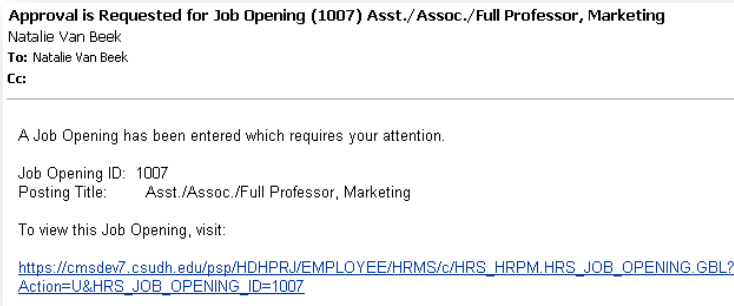 Approval is Requested for Job Opening (1007) Asst./Assoc./Full Professor, Marketing
Natalie Van Beek
To: Natalie Van Beek
Cc:
A Job Opening has been entered which requires your attention.
Job Opening ID: 1007
Posting Title: Asst./Assoc./Full Professor, Marketing
To view this Job Opening, visit:
https://cmsdev7.csudh.edu/psp/HDHPRJ/EMPLOYEE/HRMS/c/HRS_HRPM.HRS_JOB_OPENING.GBL?
Action=U&HRS_JOB_OPENING_ID=1007